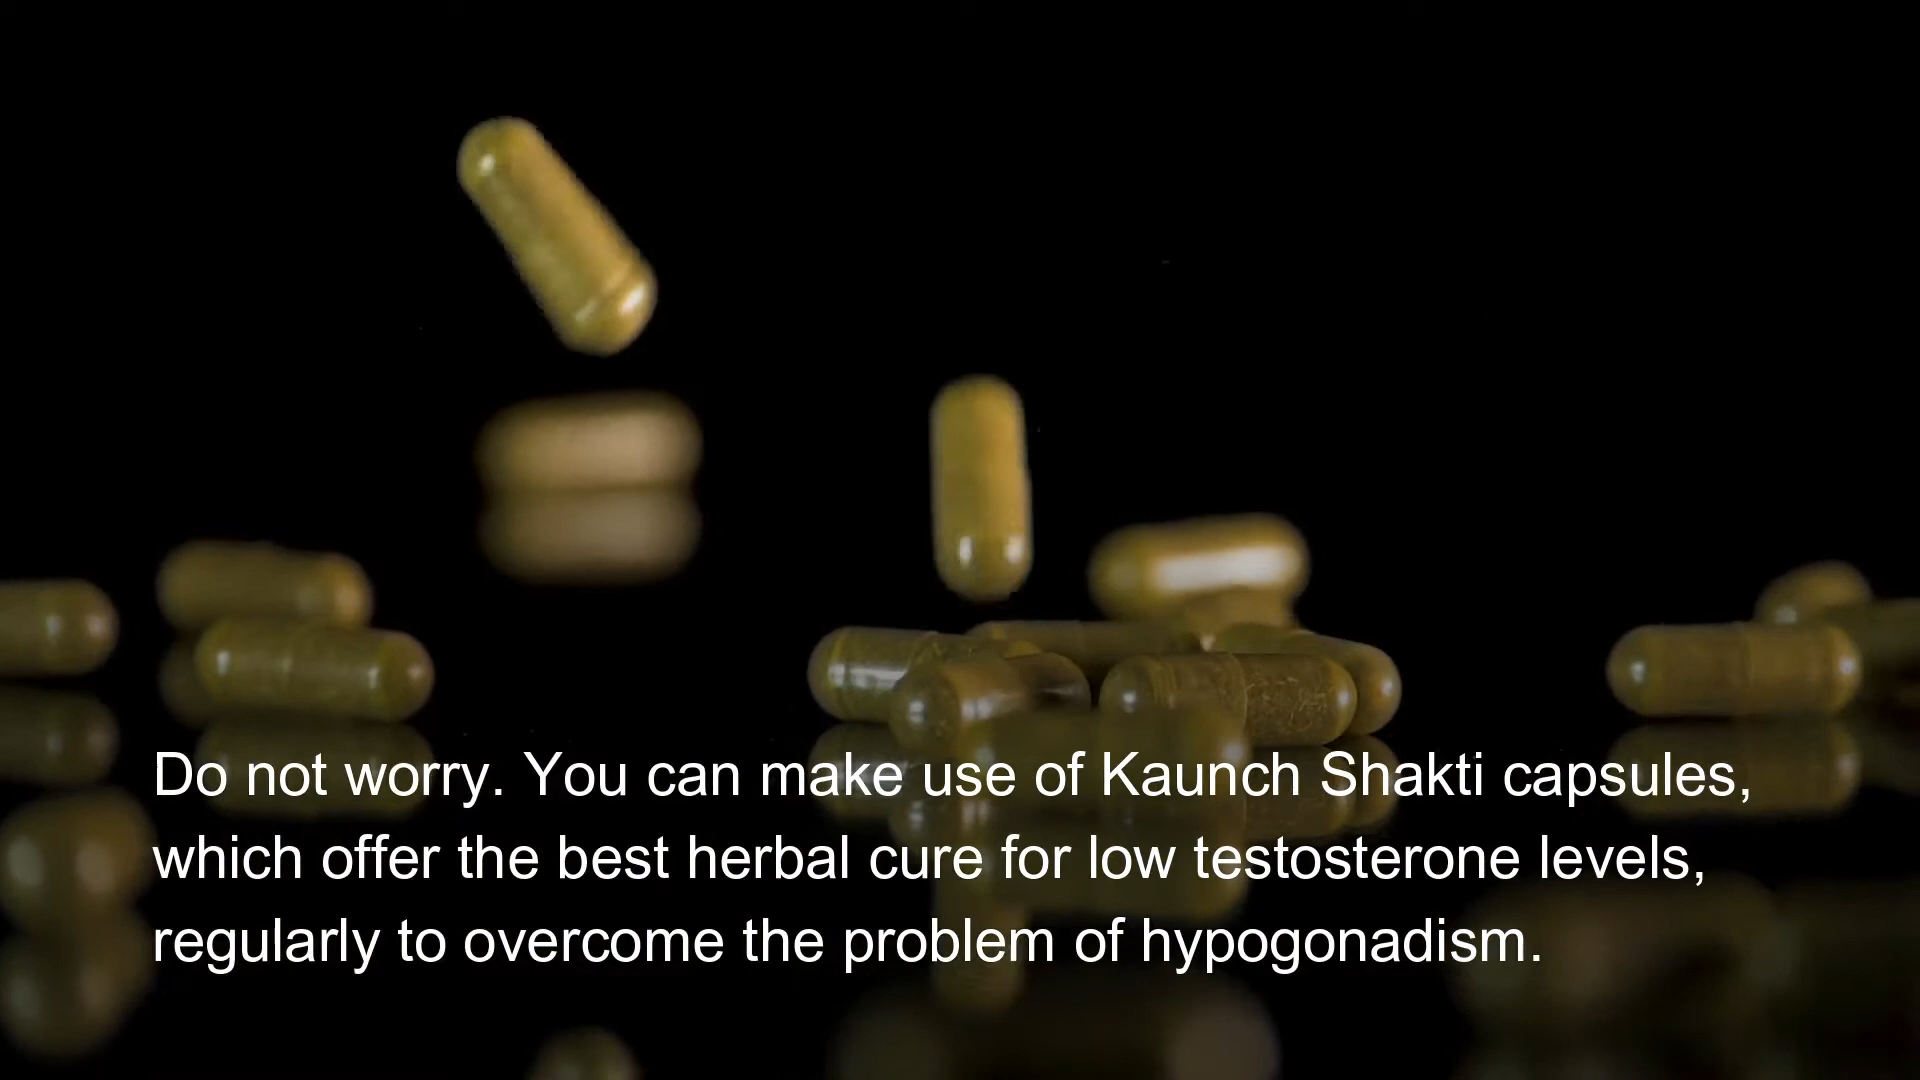 Do not worry. You can make use of Kaunch Shakti capsules,
which offer the best herbal cure for low testosterone levels,
regularly to overcome the problem of hypogonadism.